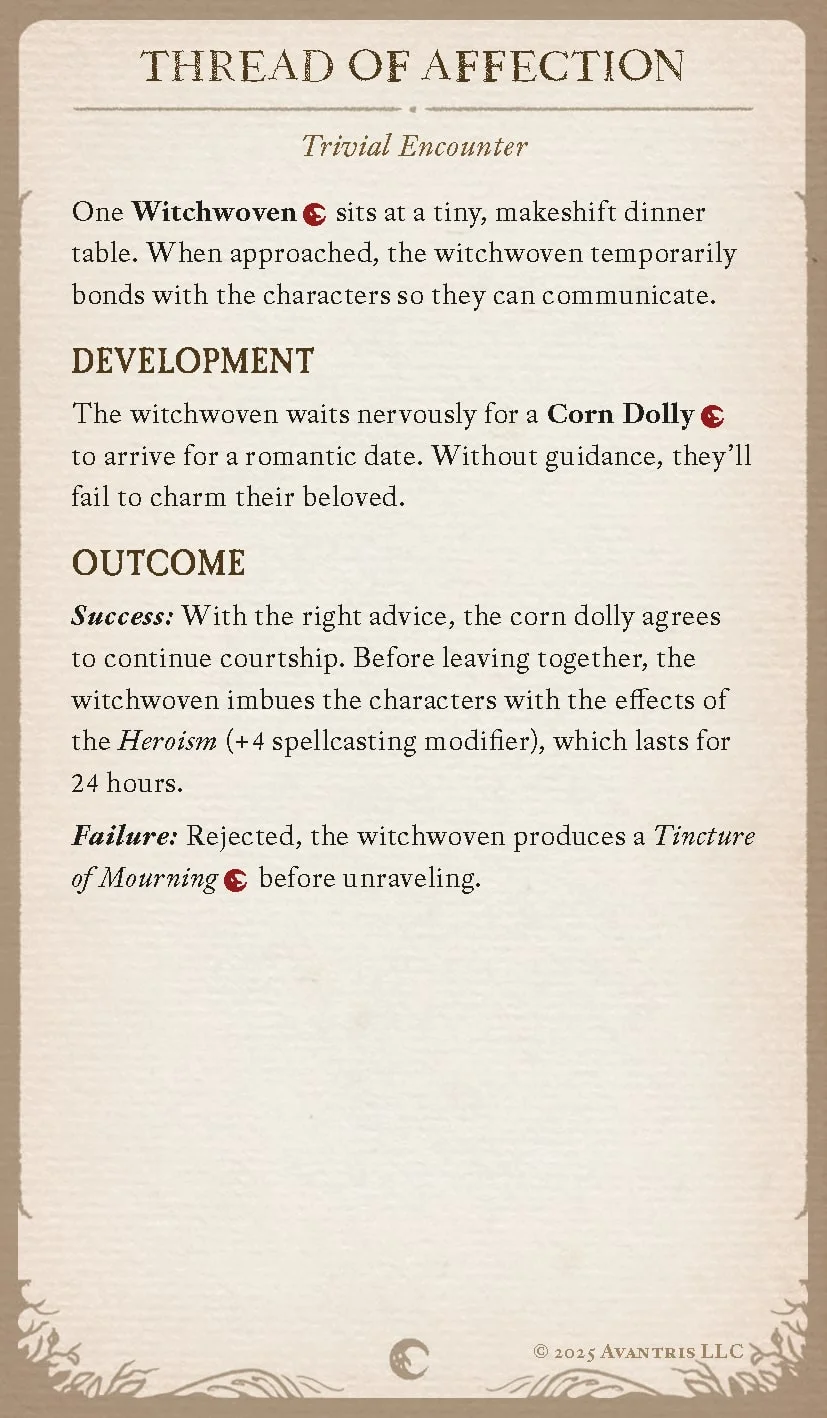 THREAD OF AFFECTION
Trivial Encounter
One Witchwoven sits at a tiny, makeshift dinner
table. When approached, the witchwoven temporarily
bonds with the characters so they can communicate.
DEVELOPMENT
The witchwoven waits nervously for a Corn Dolly
to arrive for a romantic date. Without guidance, they’ll
fail to charm their beloved.
OUTCOME
Success: With the right advice, the corn dolly agrees
to continue courtship. Before leaving together, the
witchwoven imbues the characters with the effects of
the Heroism (+4 spellcasting modifier), which lasts for
24 hours.
Failure: Rejected, the witchwoven produces a Tincture
of Mourning before unraveling.
© 2025 AVANTRIS LLC